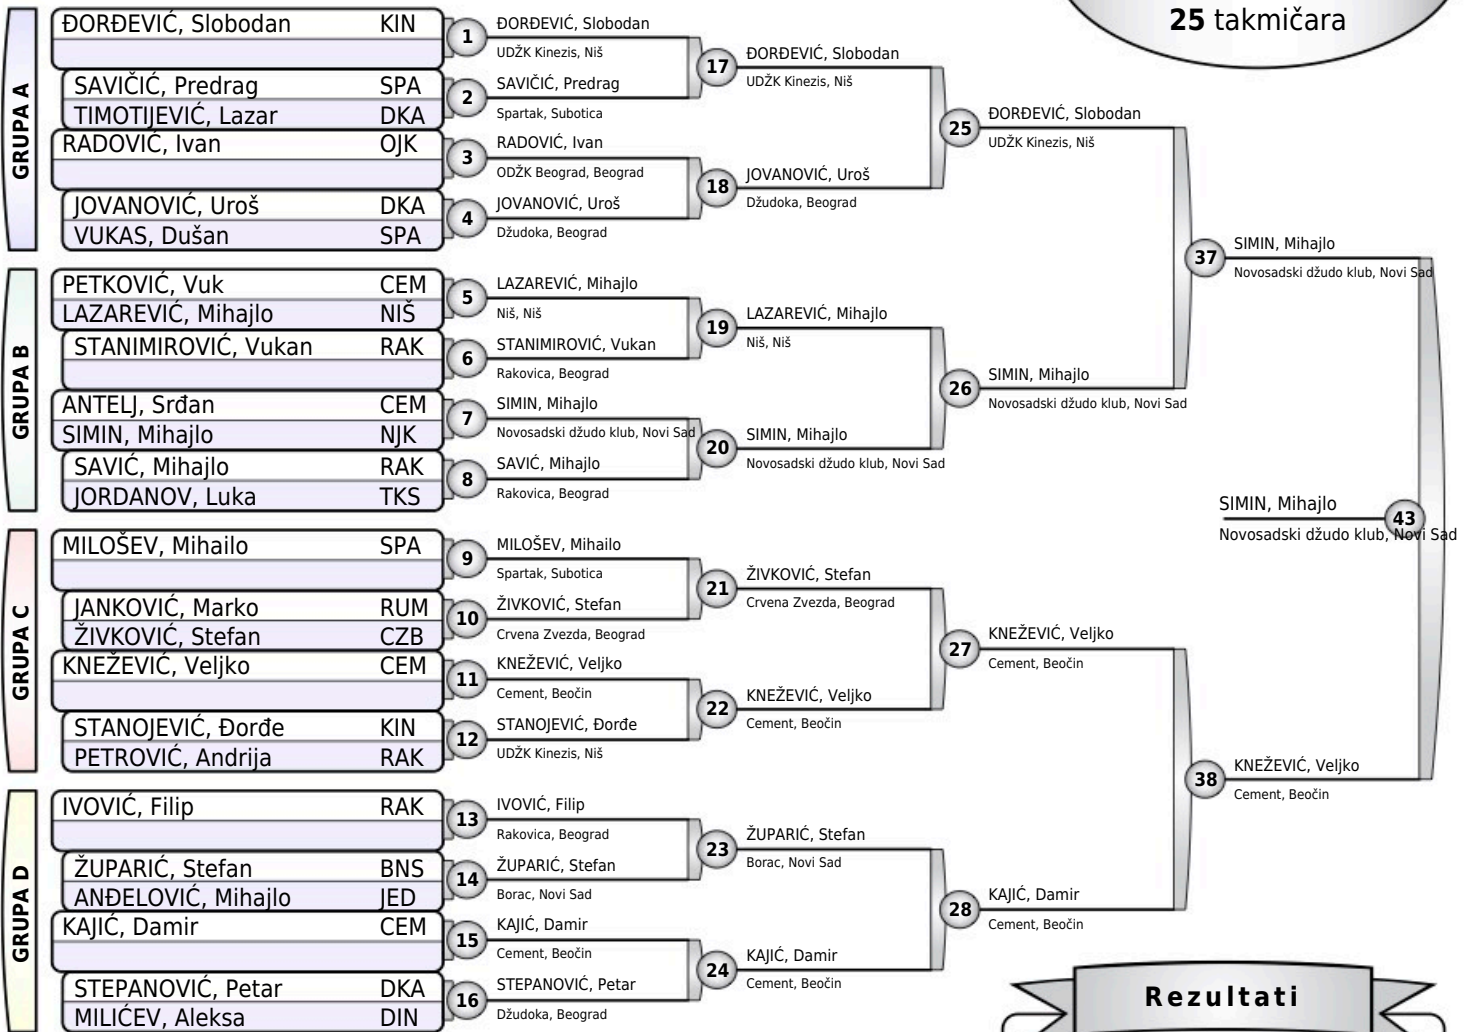 25 takmičara
GRUPA A
ĐORĐEVIĆ, Slobodan KIN
SAVIČIĆ, Predrag SPA
TIMOTIJEVIĆ, Lazar DKA
RADOVIĆ, Ivan OJK
JOVANOVIĆ, Uroš DKA
VUKAS, Dušan SPA
GRUPA B
PETKOVIĆ, Vuk CEM
LAZAREVIĆ, Mihajlo NIŠ
STANIMIROVIĆ, Vukan RAK
ANTELJ, Srđan CEM
SIMIN, Mihajlo NJK
SAVIĆ, Mihajlo RAK
JORDANOV, Luka TKS
GRUPA C
MILOŠEV, Mihailo SPA
JANKOVIĆ, Marko RUM
ŽIVKOVIĆ, Stefan CZB
KNEŽEVIĆ, Veljko CEM
STANOJEVIĆ, Đorđe KIN
PETROVIĆ, Andrija RAK
GRUPA D
IVOVIĆ, Filip RAK
ŽUPARIĆ, Stefan BNS
ANĐELOVIĆ, Mihajlo JED
KAJIĆ, Damir CEM
STEPANOVIĆ, Petar DKA
MILIĆEV, Aleksa DIN
1
ĐORĐEVIĆ, Slobodan
UDŽK Kinezis, Niš
2
SAVIČIĆ, Predrag
Spartak, Subotica
3
RADOVIĆ, Ivan
ODŽK Beograd, Beograd
4
JOVANOVIĆ, Uroš
Džudoka, Beograd
5
LAZAREVIĆ, Mihajlo
Niš, Niš
6
STANIMIROVIĆ, Vukan
Rakovica, Beograd
7
SIMIN, Mihajlo
Novosadski džudo klub, Novi Sad
8
SAVIĆ, Mihajlo
Rakovica, Beograd
9
MILOŠEV, Mihailo
Spartak, Subotica
10
ŽIVKOVIĆ, Stefan
Crvena Zvezda, Beograd
11
KNEŽEVIĆ, Veljko
Cement, Beočin
12
STANOJEVIĆ, Đorđe
UDŽK Kinezis, Niš
13
IVOVIĆ, Filip
Rakovica, Beograd
14
ŽUPARIĆ, Stefan
Borac, Novi Sad
15
KAJIĆ, Damir
Cement, Beočin
16
STEPANOVIĆ, Petar
Džudoka, Beograd
17
ĐORĐEVIĆ, Slobodan
UDŽK Kinezis, Niš
18
JOVANOVIĆ, Uroš
Džudoka, Beograd
19
LAZAREVIĆ, Mihajlo
Niš, Niš
20
SIMIN, Mihajlo
Novosadski džudo klub, Novi Sad
21
ŽIVKOVIĆ, Stefan
Crvena Zvezda, Beograd
22
KNEŽEVIĆ, Veljko
Cement, Beočin
23
ŽUPARIĆ, Stefan
Borac, Novi Sad
24
KAJIĆ, Damir
Cement, Beočin
25
ĐORĐEVIĆ, Slobodan
UDŽK Kinezis, Niš
26
SIMIN, Mihajlo
Novosadski džudo klub, Novi Sad
27
KNEŽEVIĆ, Veljko
Cement, Beočin
28
KAJIĆ, Damir
Cement, Beočin
37
SIMIN, Mihajlo
Novosadski džudo klub, Novi Sad
38
KNEŽEVIĆ, Veljko
Cement, Beočin
SIMIN, Mihajlo
43
Novosadski džudo klub, Novi Sad
Rezultati